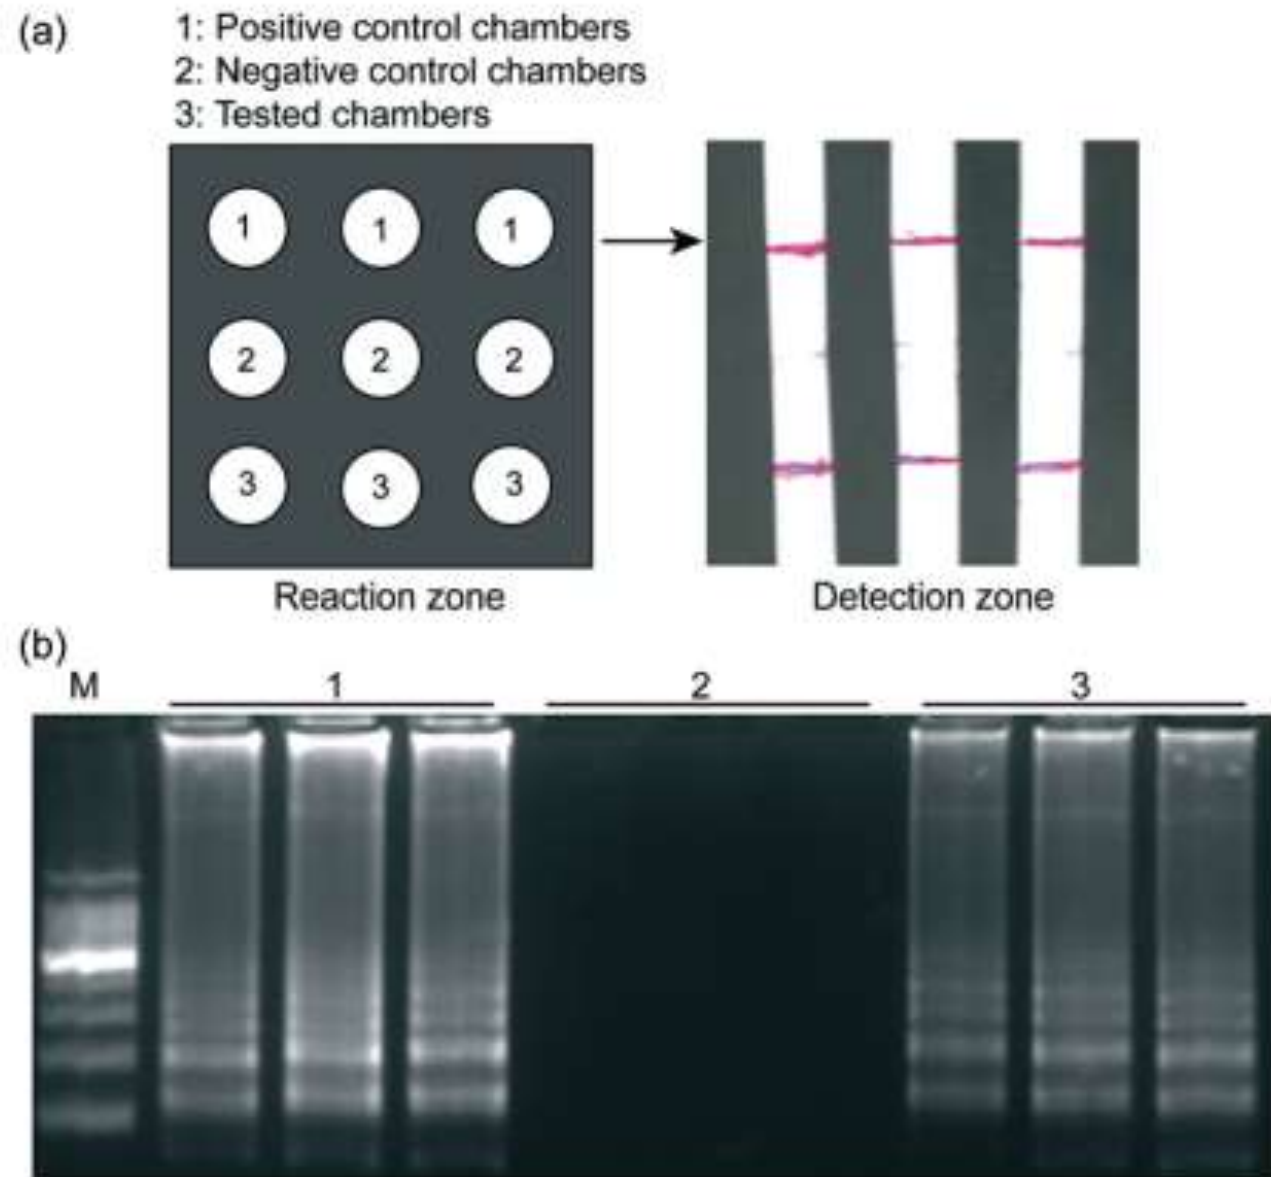 (a)
1: Positive control chambers
2: Negative control chambers
3: Tested chambers
1 1 1
2 2 2
3 3 3
Reaction zone Detection zone
(b)
M 1 2 3